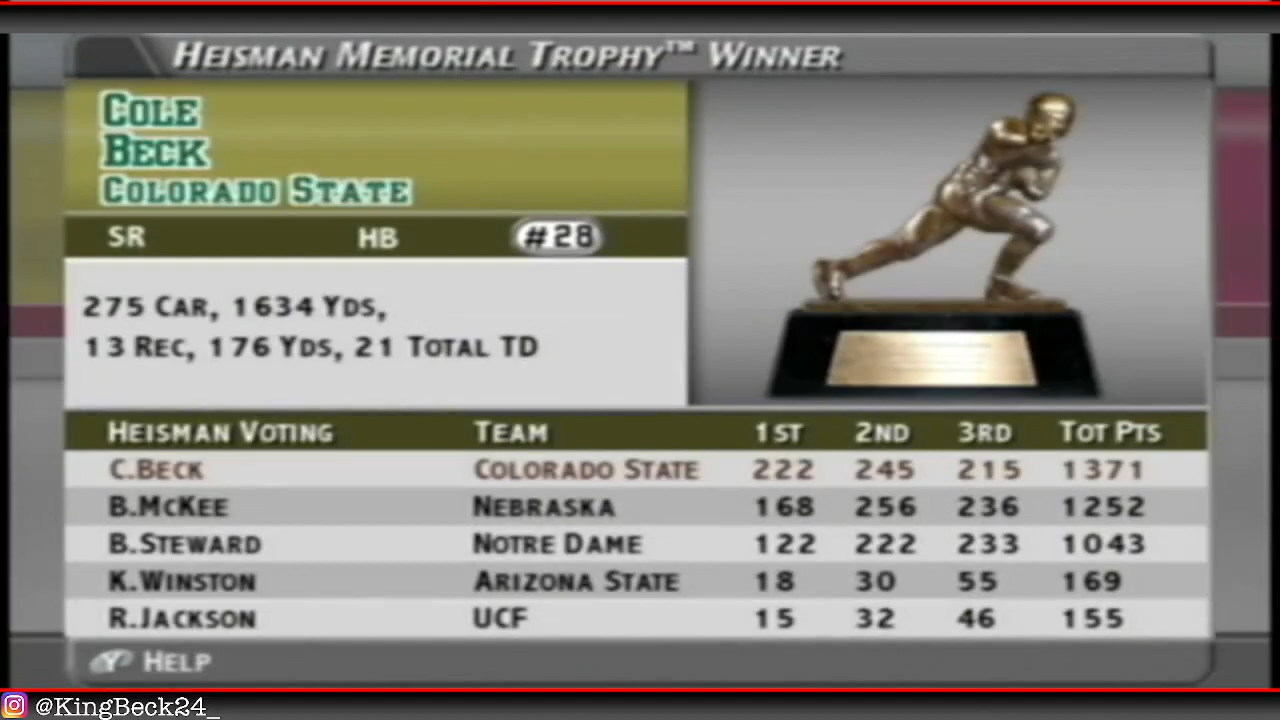 Heisman Memorial Trophy™ Winner
Cole
Beck
Colorado State
SR HB #28
275 Car, 1634 Yds,
13 Rec, 176 Yds, 21 Total TD
Heisman Voting Team 1st 2nd 3rd Tot Pts
C.Beck Colorado State 222 245 215 1371
B.McKee Nebraska 168 256 236 1252
B.Steward Notre Dame 122 222 233 1043
K.Winston Arizona State 18 30 55 169
R.Jackson UCF 15 32 46 155
Y Help
@KingBeck24_